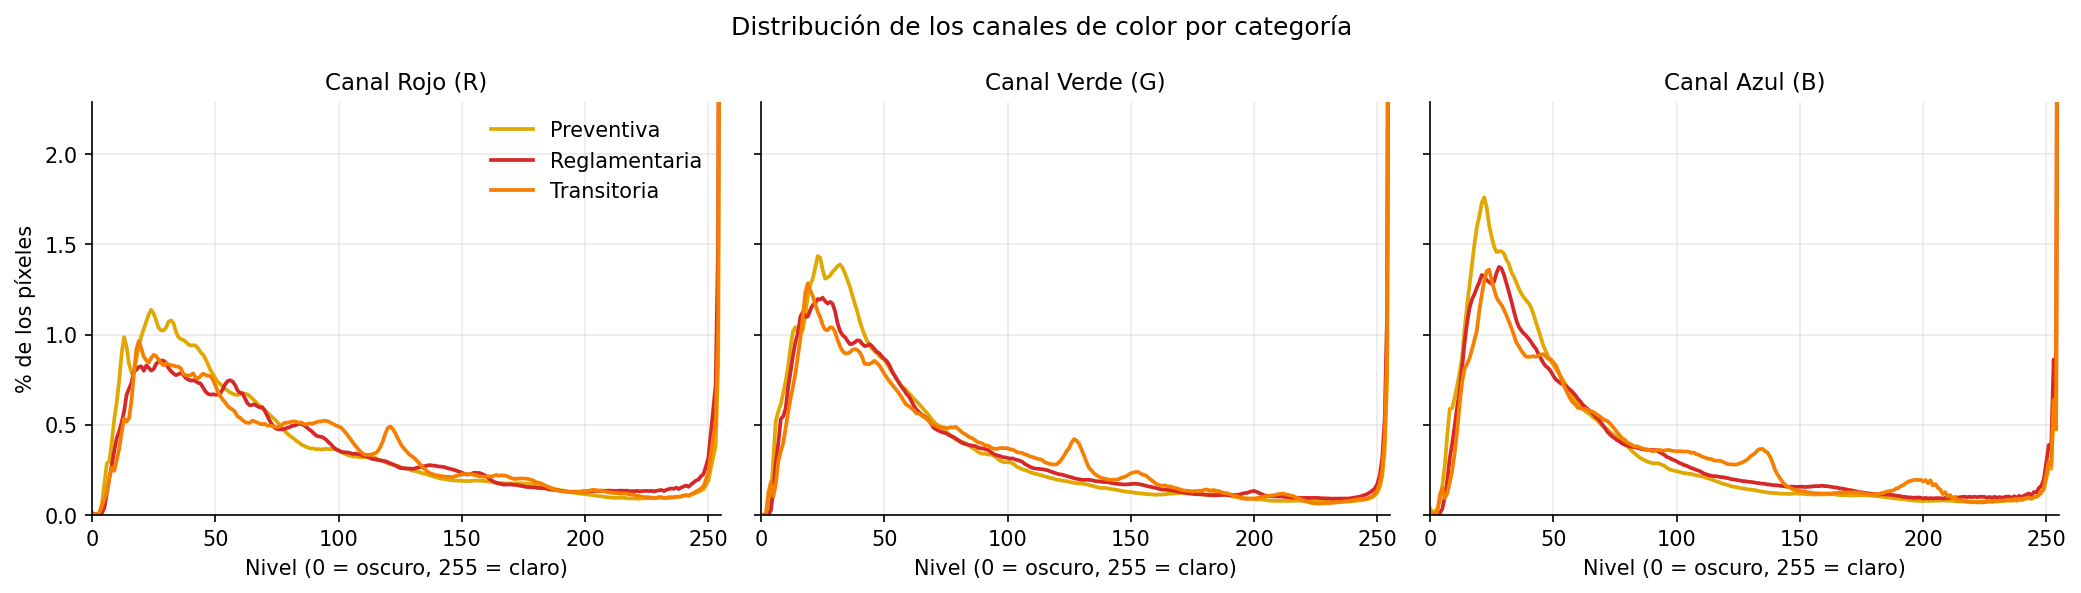 Distribución de los canales de color por categoría
Canal Rojo (R)
% de los píxeles
2.0
1.5
1.0
0.5
0.0
Preventiva
Reglamentaria
Transitoria
0 50 100 150 200 250
Nivel (0 = oscuro, 255 = claro)
Canal Verde (G)
0 50 100 150 200 250
Nivel (0 = oscuro, 255 = claro)
Canal Azul (B)
0 50 100 150 200 250
Nivel (0 = oscuro, 255 = claro)